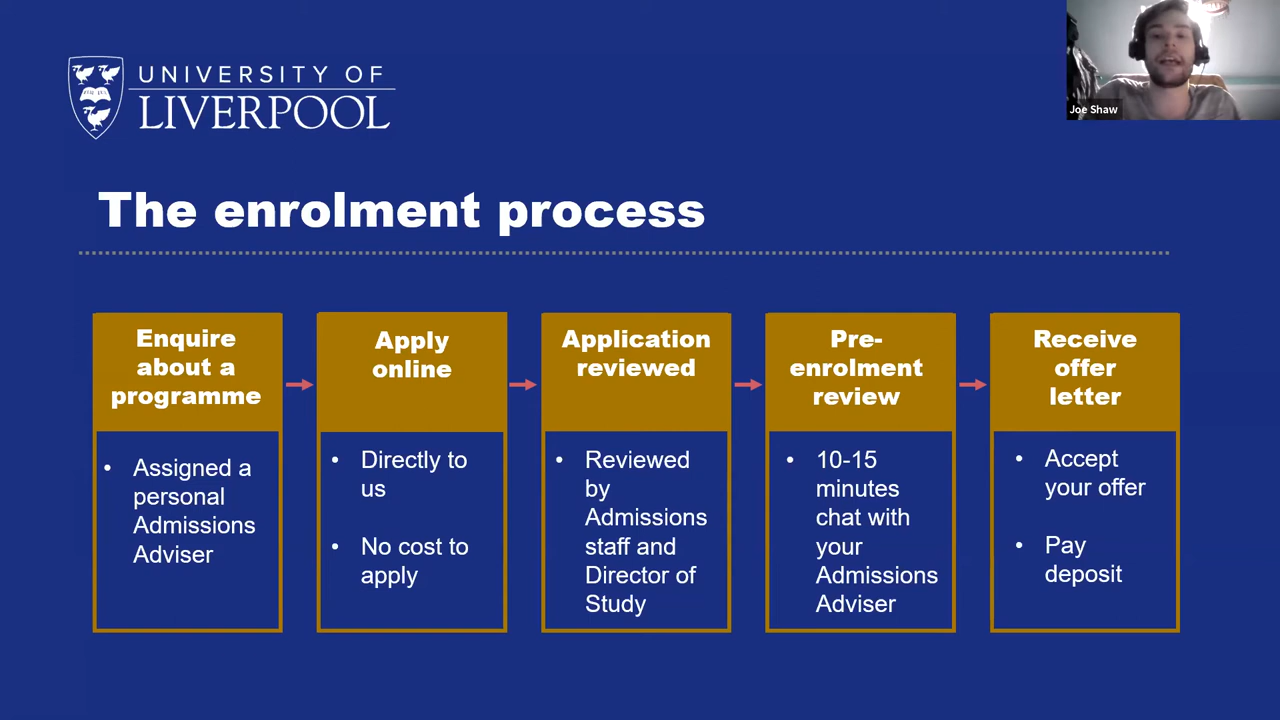 UNIVERSITY OF
LIVERPOOL
Joe Shaw
The enrolment process
Enquire
about a
programme
• Assigned a
personal
Admissions
Adviser
Apply
online
• Directly to
us
• No cost to
apply
Application
reviewed
• Reviewed
by
Admissions
staff and
Director of
Study
Pre-
enrolment
review
• 10-15
minutes
chat with
your
Admissions
Adviser
Receive
offer
letter
• Accept
your offer
• Pay
deposit